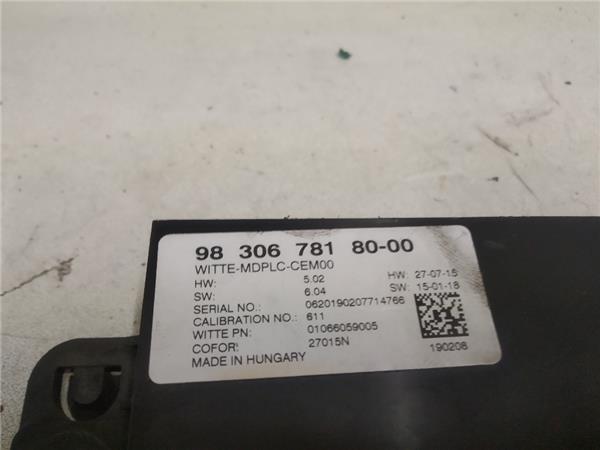 98 306 781 80-00
WITTE-MDPLC-CEM00
HW: 5.02 HW: 27-07-15
SW: 6.04 SW: 15-01-18
SERIAL NO.: 0620190207714766
CALIBRATION NO.: 611
WITTE PN: 01066059005
COFOR: 27015N
MADE IN HUNGARY
190208